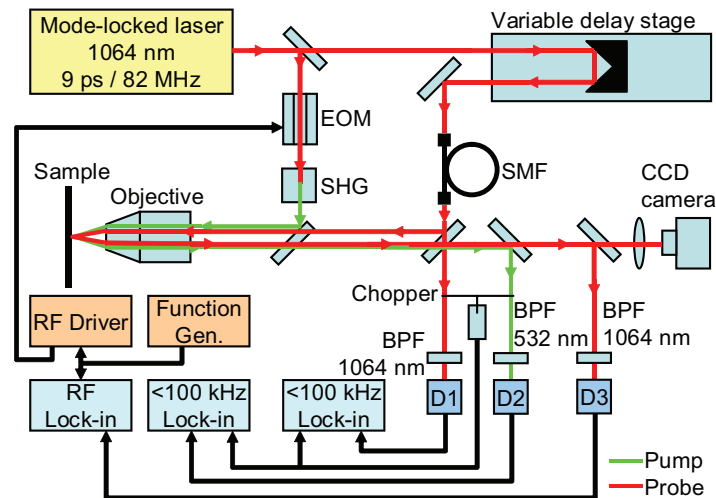 Mode-locked laser
1064 nm
9 ps / 82 MHz
Variable delay stage
EOM
SMF
SHG
CCD
camera
Sample
Objective
Chopper
BPF
532 nm
BPF
1064 nm
BPF
1064 nm
RF Driver
Function
Gen.
RF
Lock-in
<100 kHz
Lock-in
<100 kHz
Lock-in
D1
D2
D3
Pump
Probe